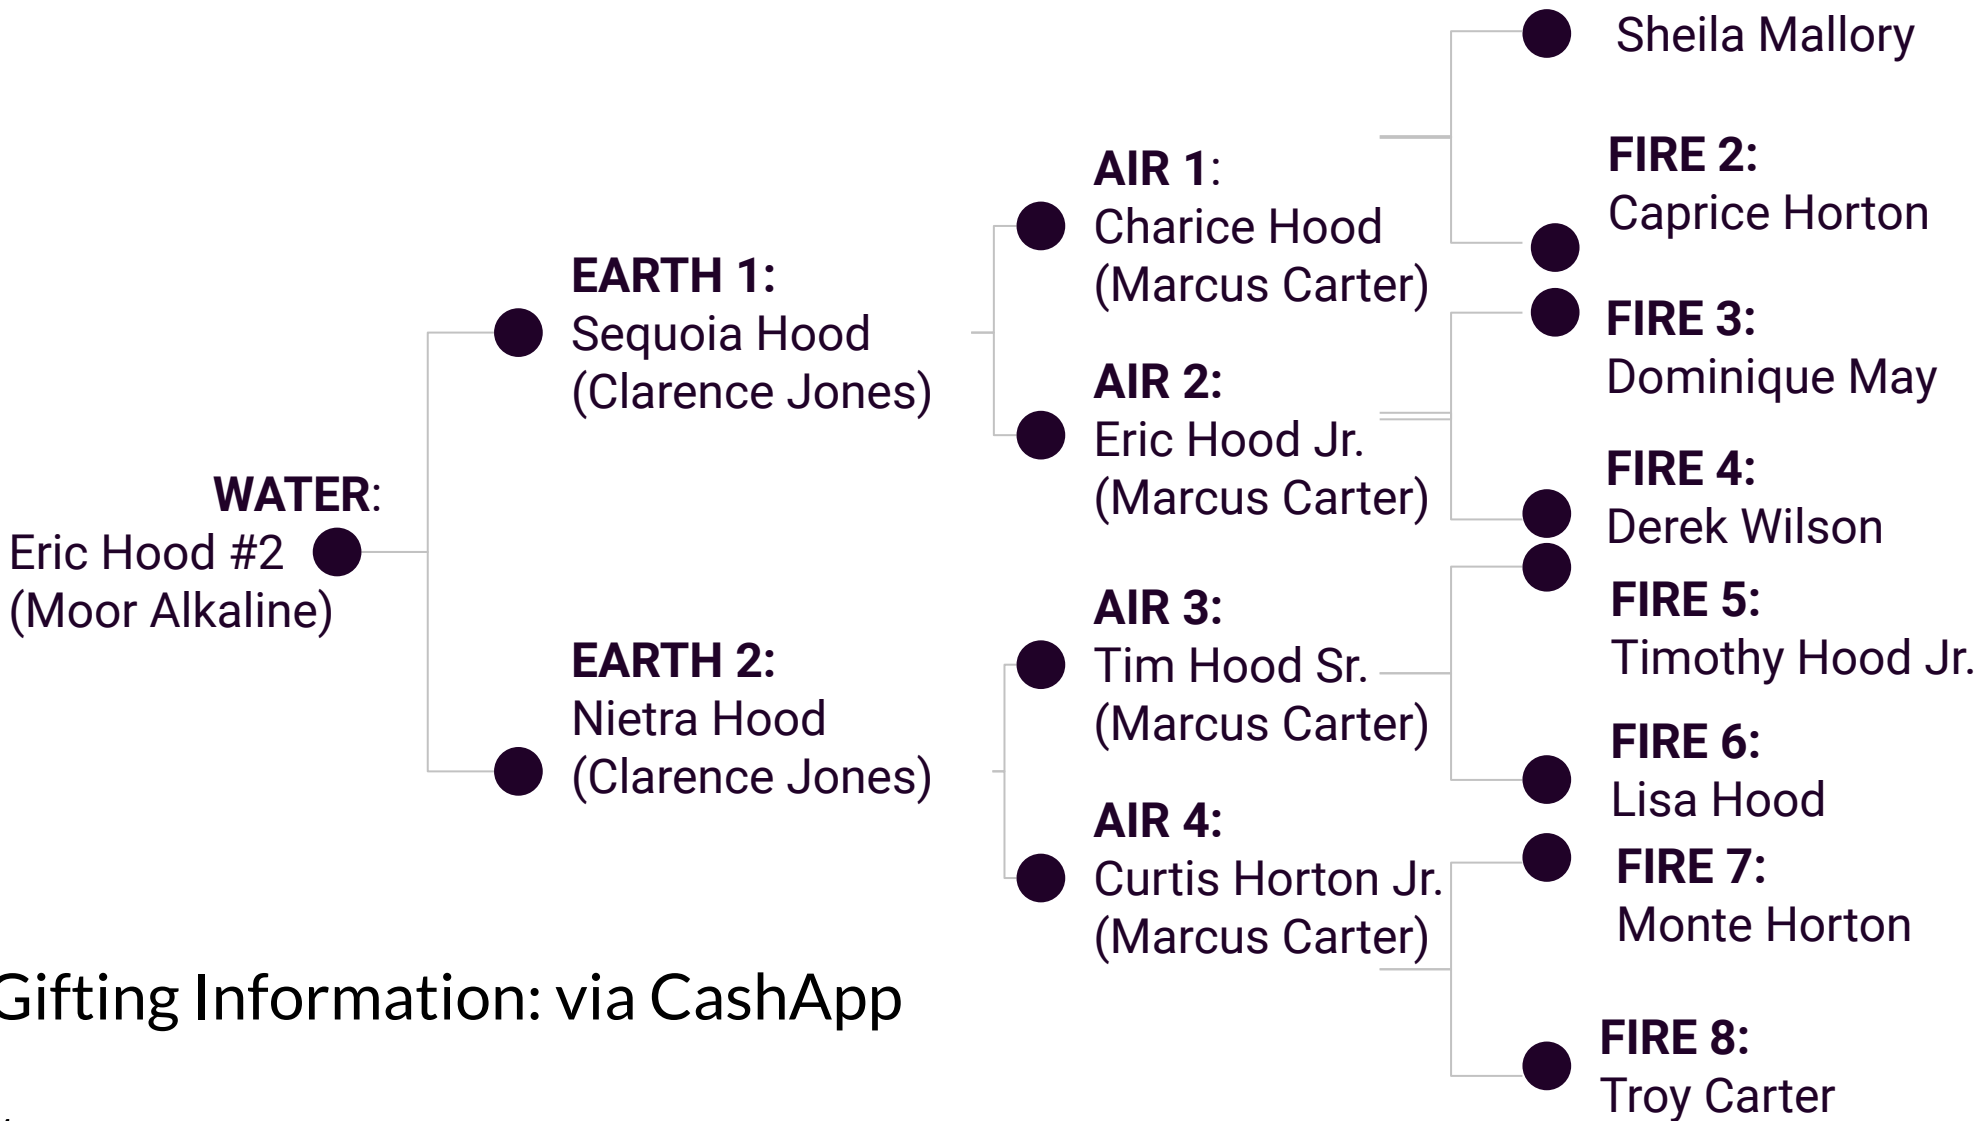 WATER:
Eric Hood #2
(Moor Alkaline)
EARTH 1:
Sequoia Hood
(Clarence Jones)
EARTH 2:
Nietra Hood
(Clarence Jones)
AIR 1:
Charice Hood
(Marcus Carter)
AIR 2:
Eric Hood Jr.
(Marcus Carter)
AIR 3:
Tim Hood Sr.
(Marcus Carter)
AIR 4:
Curtis Horton Jr.
(Marcus Carter)
Sheila Mallory
FIRE 2:
Caprice Horton
FIRE 3:
Dominique May
FIRE 4:
Derek Wilson
FIRE 5:
Timothy Hood Jr.
FIRE 6:
Lisa Hood
FIRE 7:
Monte Horton
FIRE 8:
Troy Carter
Gifting Information: via CashApp